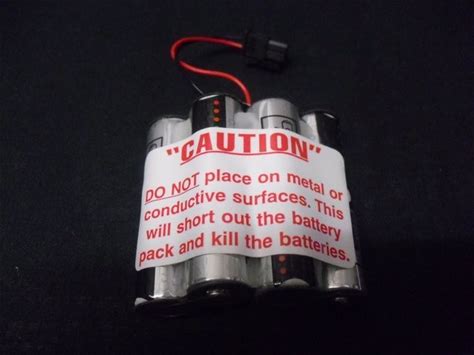 "CAUTION"
DO NOT place on metal or
conductive surfaces. This
will short out the battery
pack and kill the batteries.